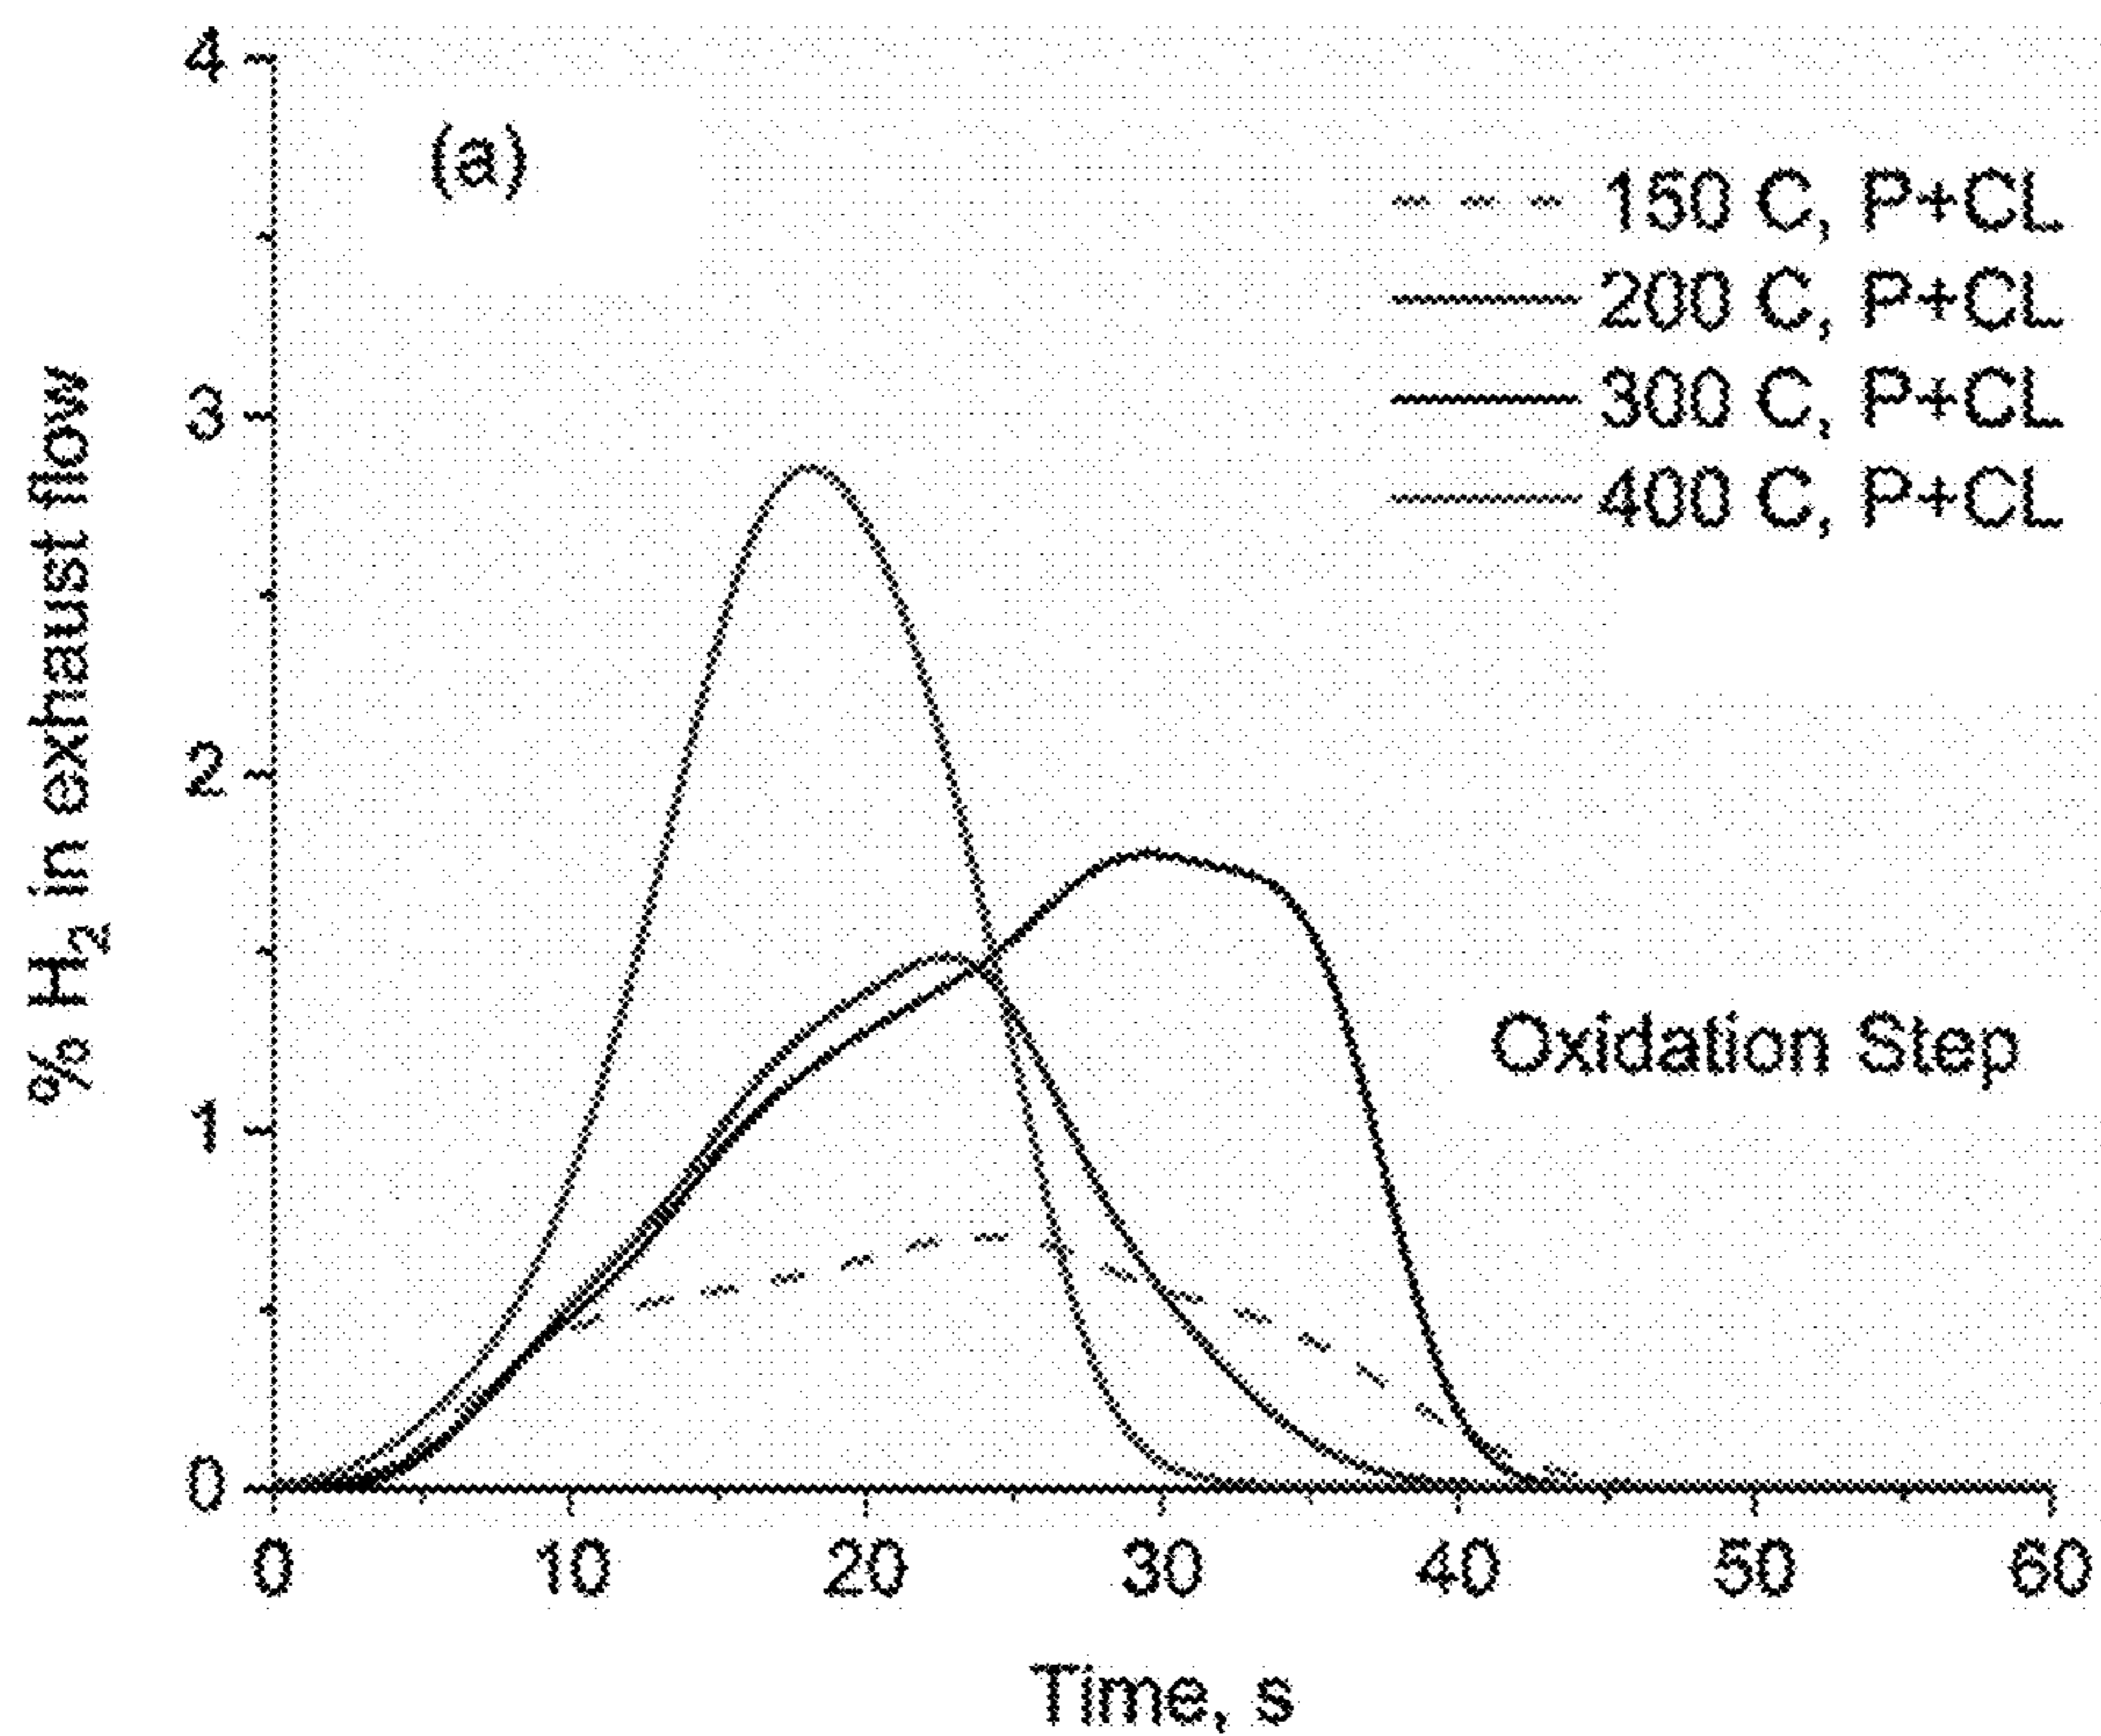 4
(a)
150 C, P+CL
200 C, P+CL
300 C, P+CL
400 C, P+CL
3
% H2 in exhaust flow
2
Oxidation Step
1
0
0 10 20 30 40 50 60
Time, s